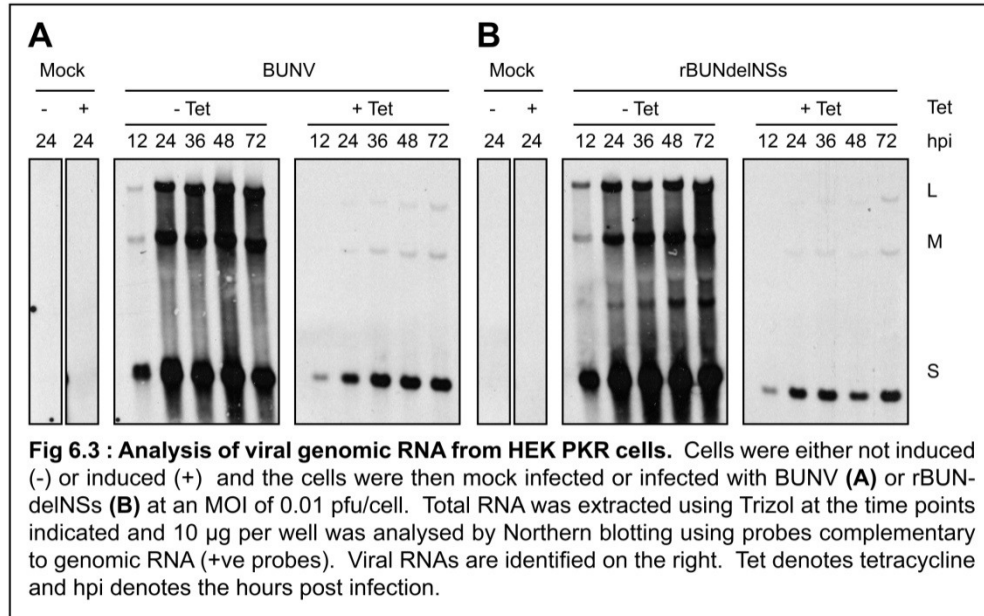 A
B
Mock BUNV Mock rBUNdelNSs
- + - Tet + Tet - + - Tet + Tet Tet
24 24 12 24 36 48 72 12 24 36 48 72 24 24 12 24 36 48 72 12 24 36 48 72 hpi
L
M
S
Fig 6.3 : Analysis of viral genomic RNA from HEK PKR cells. Cells were either not induced
(-) or induced (+) and the cells were then mock infected or infected with BUNV (A) or rBUN-
delNSs (B) at an MOI of 0.01 pfu/cell. Total RNA was extracted using Trizol at the time points
indicated and 10 µg per well was analysed by Northern blotting using probes complementary
to genomic RNA (+ve probes). Viral RNAs are identified on the right. Tet denotes tetracycline
and hpi denotes the hours post infection.